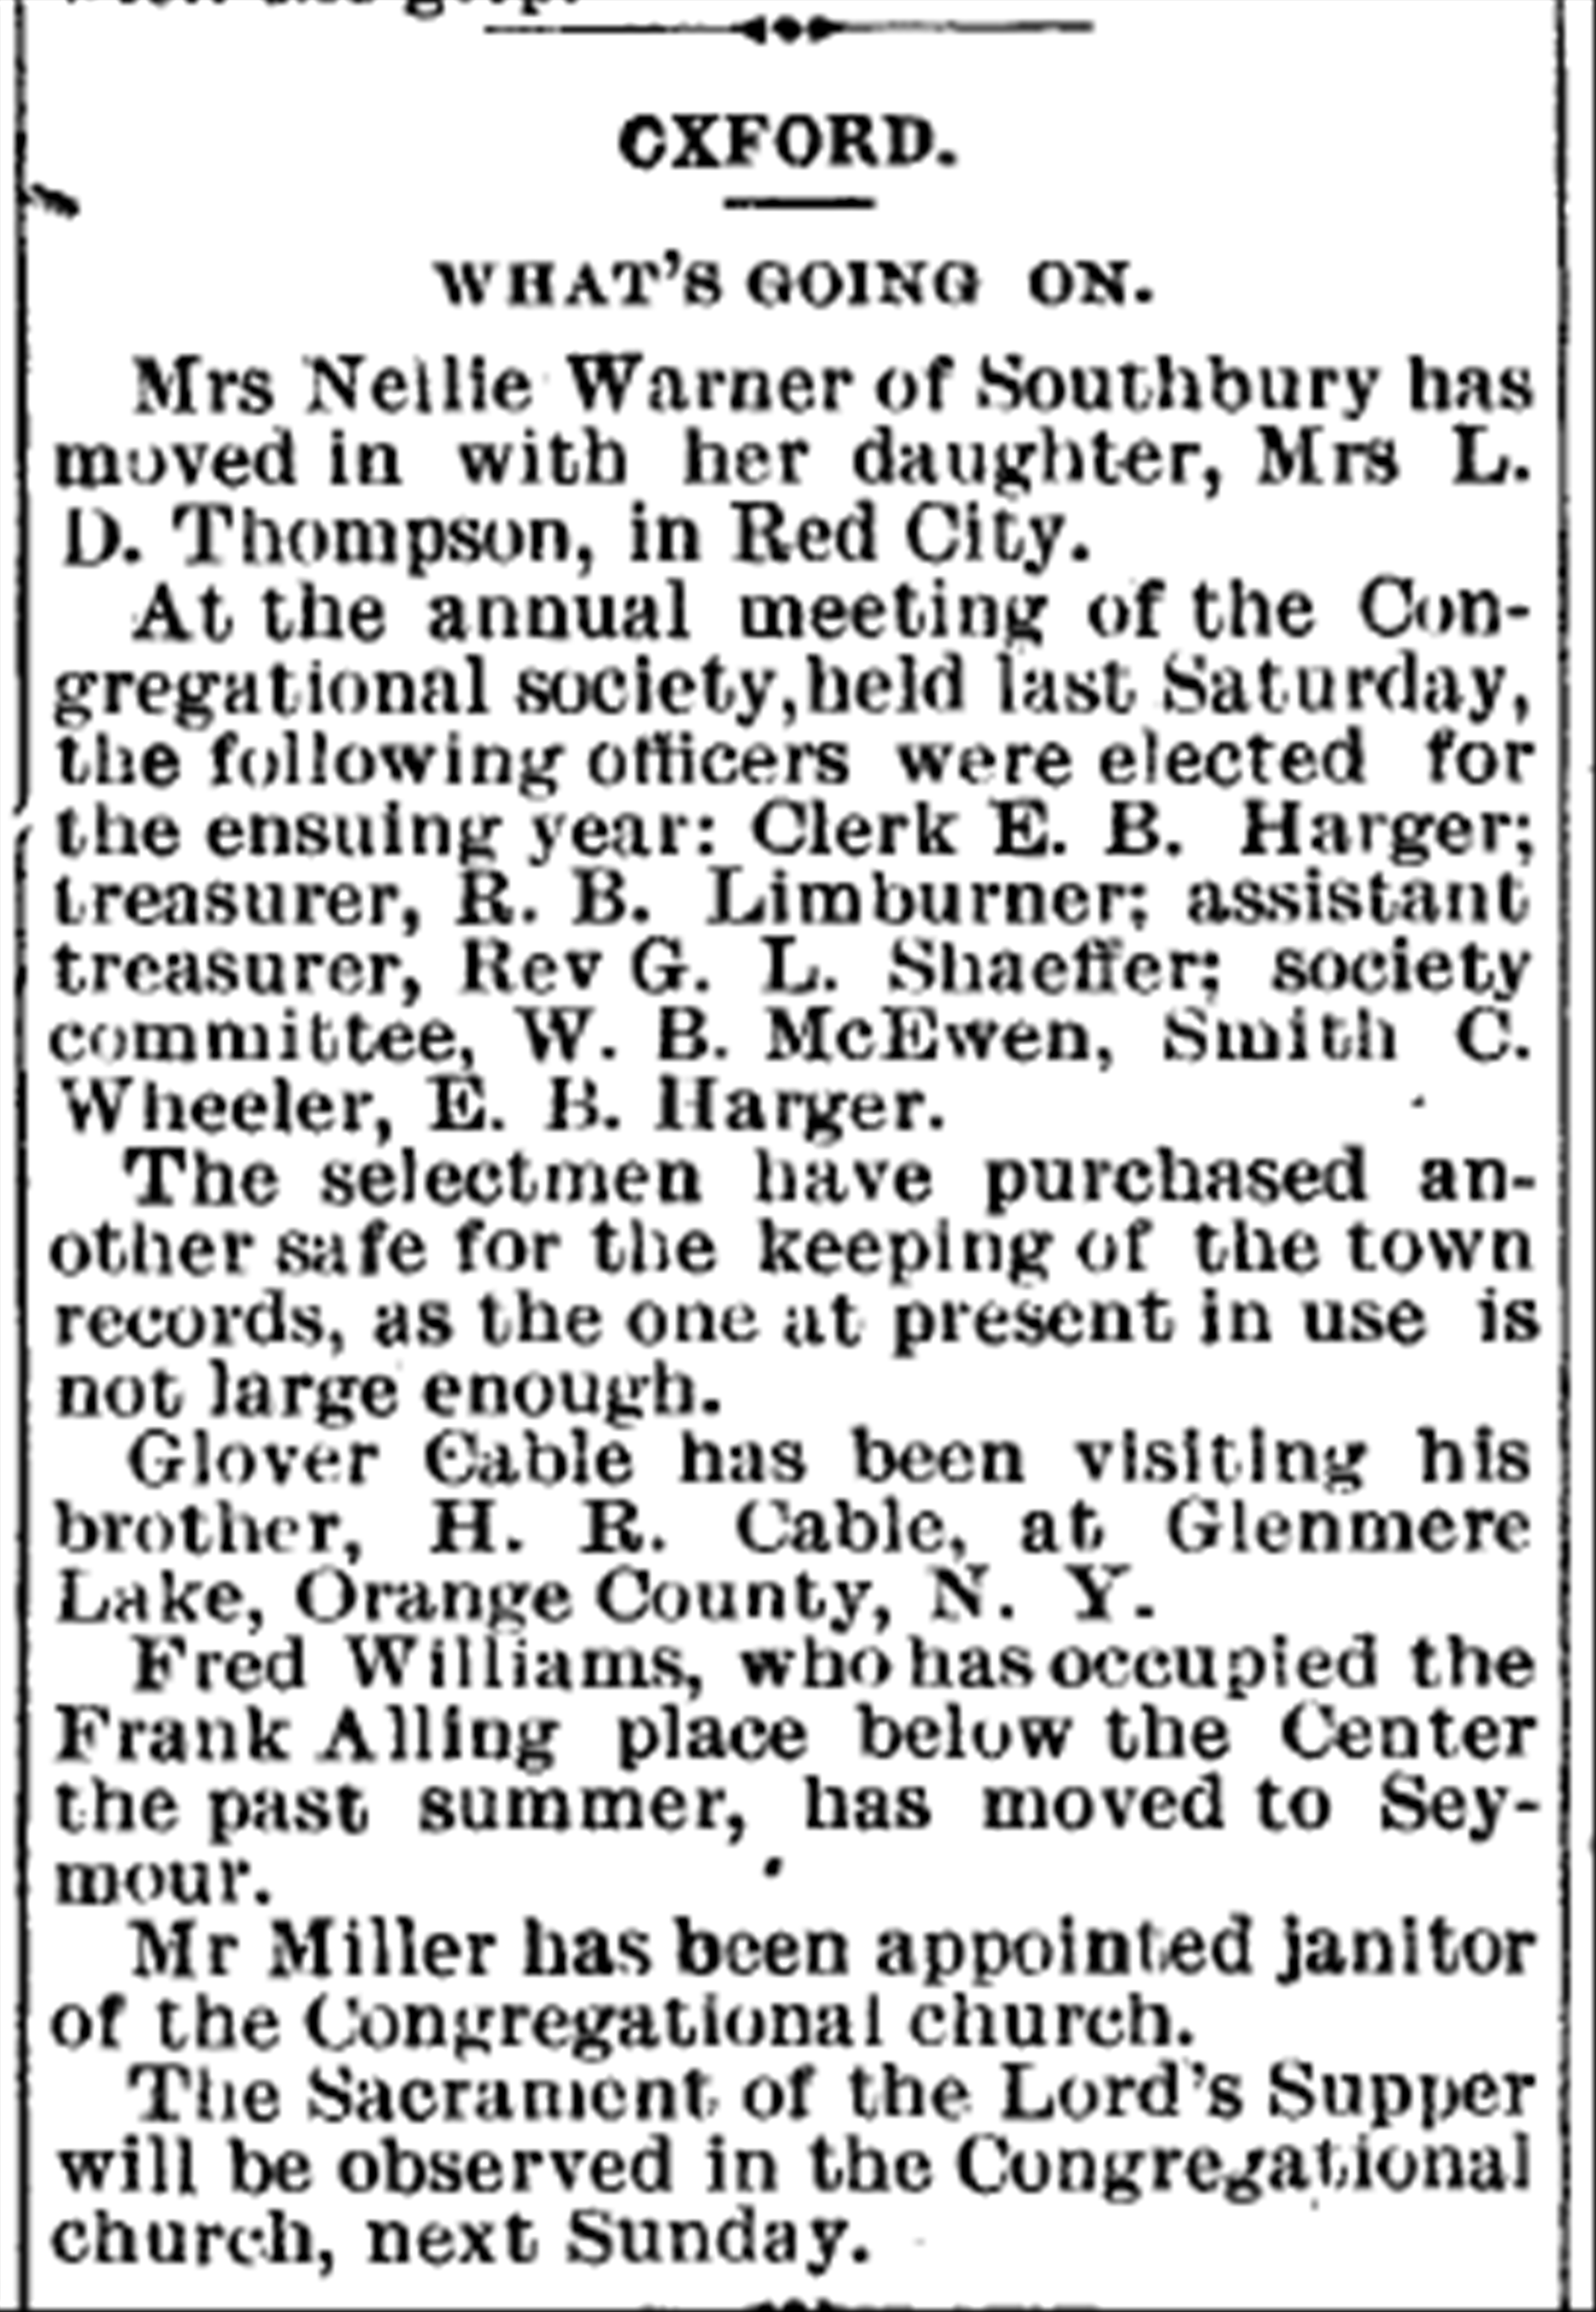 OXFORD.
WHAT'S GOING ON.
Mrs Nellie Warner of Southbury has
moved in with her daughter, Mrs L.
D. Thompson, in Red City.
At the annual meeting of the Con-
gregational society,held last Saturday,
the following officers were elected for
the ensuing year: Clerk E. B. Harger;
treasurer, R. B. Limburner; assistant
treasurer, Rev G. L. Shaeffer; society
committee, W. B. McEwen, Smith C.
Wheeler, E. B. Harger.
The selectmen have purchased an-
other safe for the keeping of the town
records, as the one at present in use is
not large enough.
Glover Cable has been visiting his
brother, H. R. Cable, at Glenmere
Lake, Orange County, N. Y.
Fred Williams, who has occupied the
Frank Alling place below the Center
the past summer, has moved to Sey-
mour.
Mr Miller has been appointed janitor
of the Congregational church.
The Sacrament of the Lord's Supper
will be observed in the Congregational
church, next Sunday.